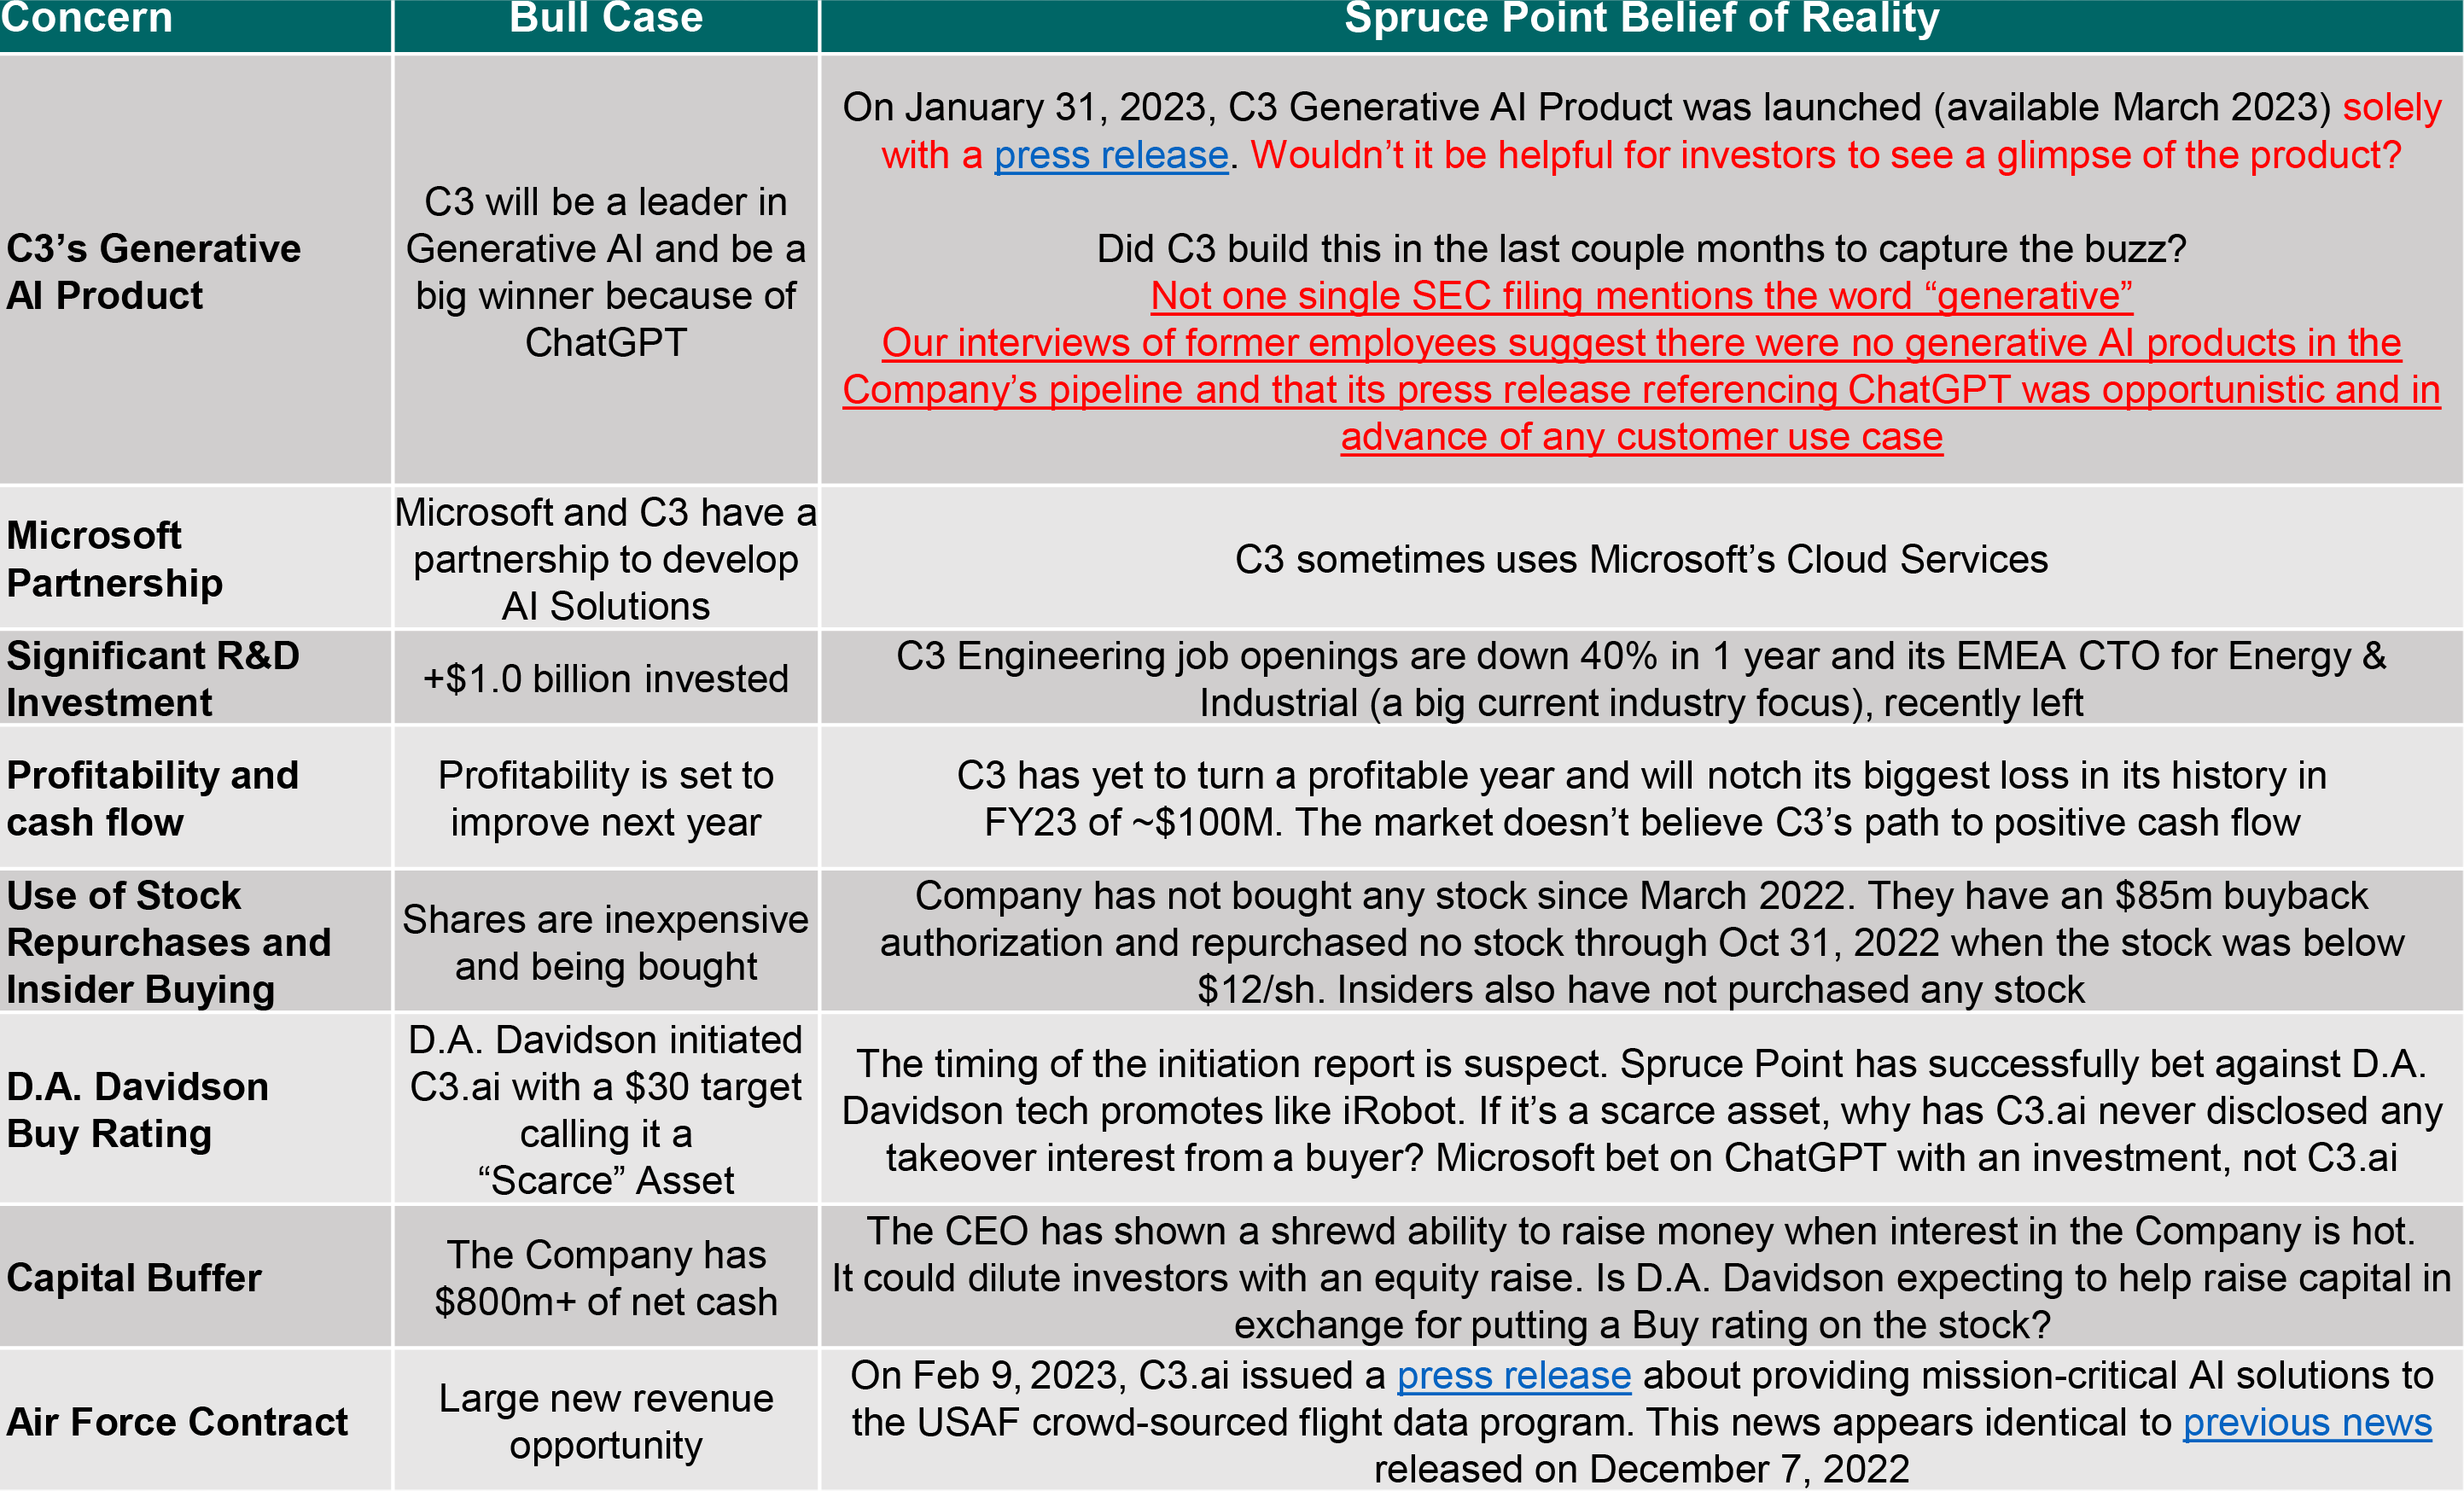 Concern
Bull Case
Spruce Point Belief of Reality
C3’s Generative
AI Product
C3 will be a leader in
Generative AI and be a
big winner because of
ChatGPT
On January 31, 2023, C3 Generative AI Product was launched (available March 2023) solely
with a press release. Wouldn’t it be helpful for investors to see a glimpse of the product?
Did C3 build this in the last couple months to capture the buzz?
Not one single SEC filing mentions the word “generative”
Our interviews of former employees suggest there were no generative AI products in the
Company’s pipeline and that its press release referencing ChatGPT was opportunistic and in
advance of any customer use case
Microsoft
Partnership
Microsoft and C3 have a
partnership to develop
AI Solutions
C3 sometimes uses Microsoft’s Cloud Services
Significant R&D
Investment
+$1.0 billion invested
C3 Engineering job openings are down 40% in 1 year and its EMEA CTO for Energy &
Industrial (a big current industry focus), recently left
Profitability and
cash flow
Profitability is set to
improve next year
C3 has yet to turn a profitable year and will notch its biggest loss in its history in
FY23 of ~$100M. The market doesn’t believe C3’s path to positive cash flow
Use of Stock
Repurchases and
Insider Buying
Shares are inexpensive
and being bought
Company has not bought any stock since March 2022. They have an $85m buyback
authorization and repurchased no stock through Oct 31, 2022 when the stock was below
$12/sh. Insiders also have not purchased any stock
D.A. Davidson
Buy Rating
D.A. Davidson initiated
C3.ai with a $30 target
calling it a
“Scarce” Asset
The timing of the initiation report is suspect. Spruce Point has successfully bet against D.A.
Davidson tech promotes like iRobot. If it’s a scarce asset, why has C3.ai never disclosed any
takeover interest from a buyer? Microsoft bet on ChatGPT with an investment, not C3.ai
Capital Buffer
The Company has
$800m+ of net cash
The CEO has shown a shrewd ability to raise money when interest in the Company is hot.
It could dilute investors with an equity raise. Is D.A. Davidson expecting to help raise capital in
exchange for putting a Buy rating on the stock?
Air Force Contract
Large new revenue
opportunity
On Feb 9, 2023, C3.ai issued a press release about providing mission-critical AI solutions to
the USAF crowd-sourced flight data program. This news appears identical to previous news
released on December 7, 2022